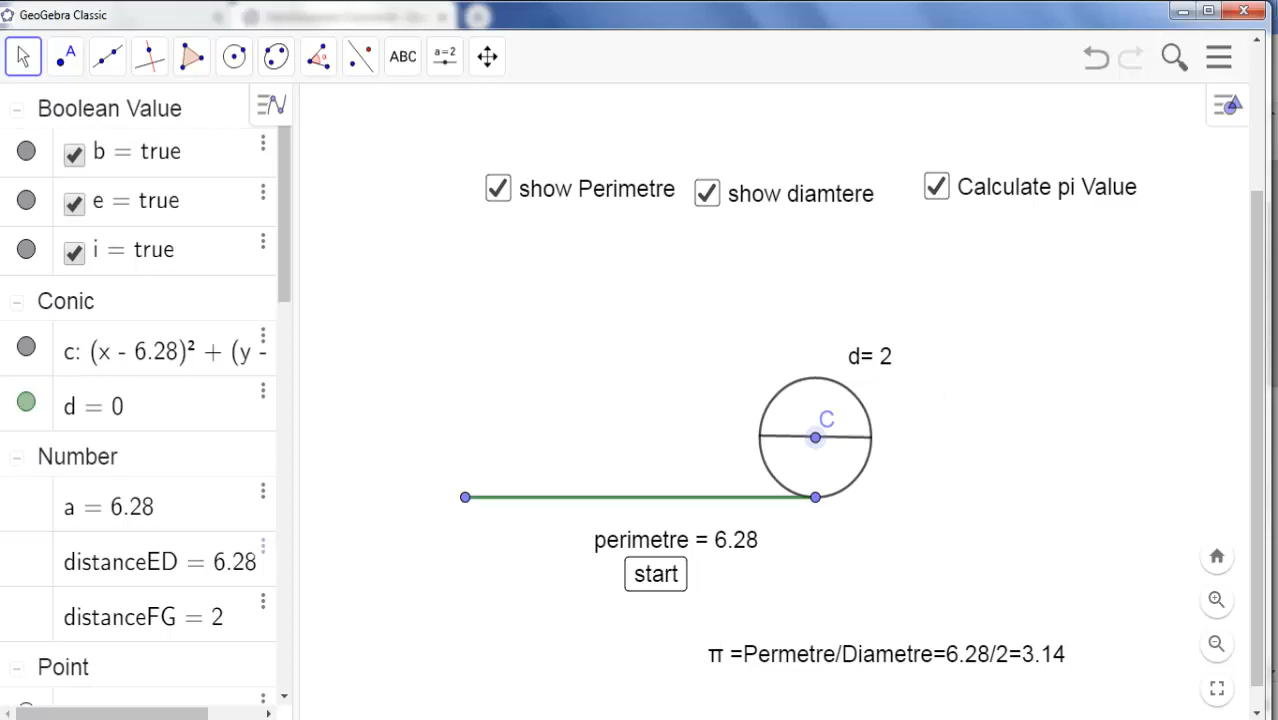 GeoGebra Classic
ABC
a=2
Boolean Value
b = true
e = true
i = true
Conic
c: (x - 6.28)² + (y -
d = 0
Number
a = 6.28
distanceED = 6.28
distanceFG = 2
Point
show Perimetre
show diamtere
Calculate pi Value
d= 2
C
perimetre = 6.28
start
π =Permetre/Diametre=6.28/2=3.14